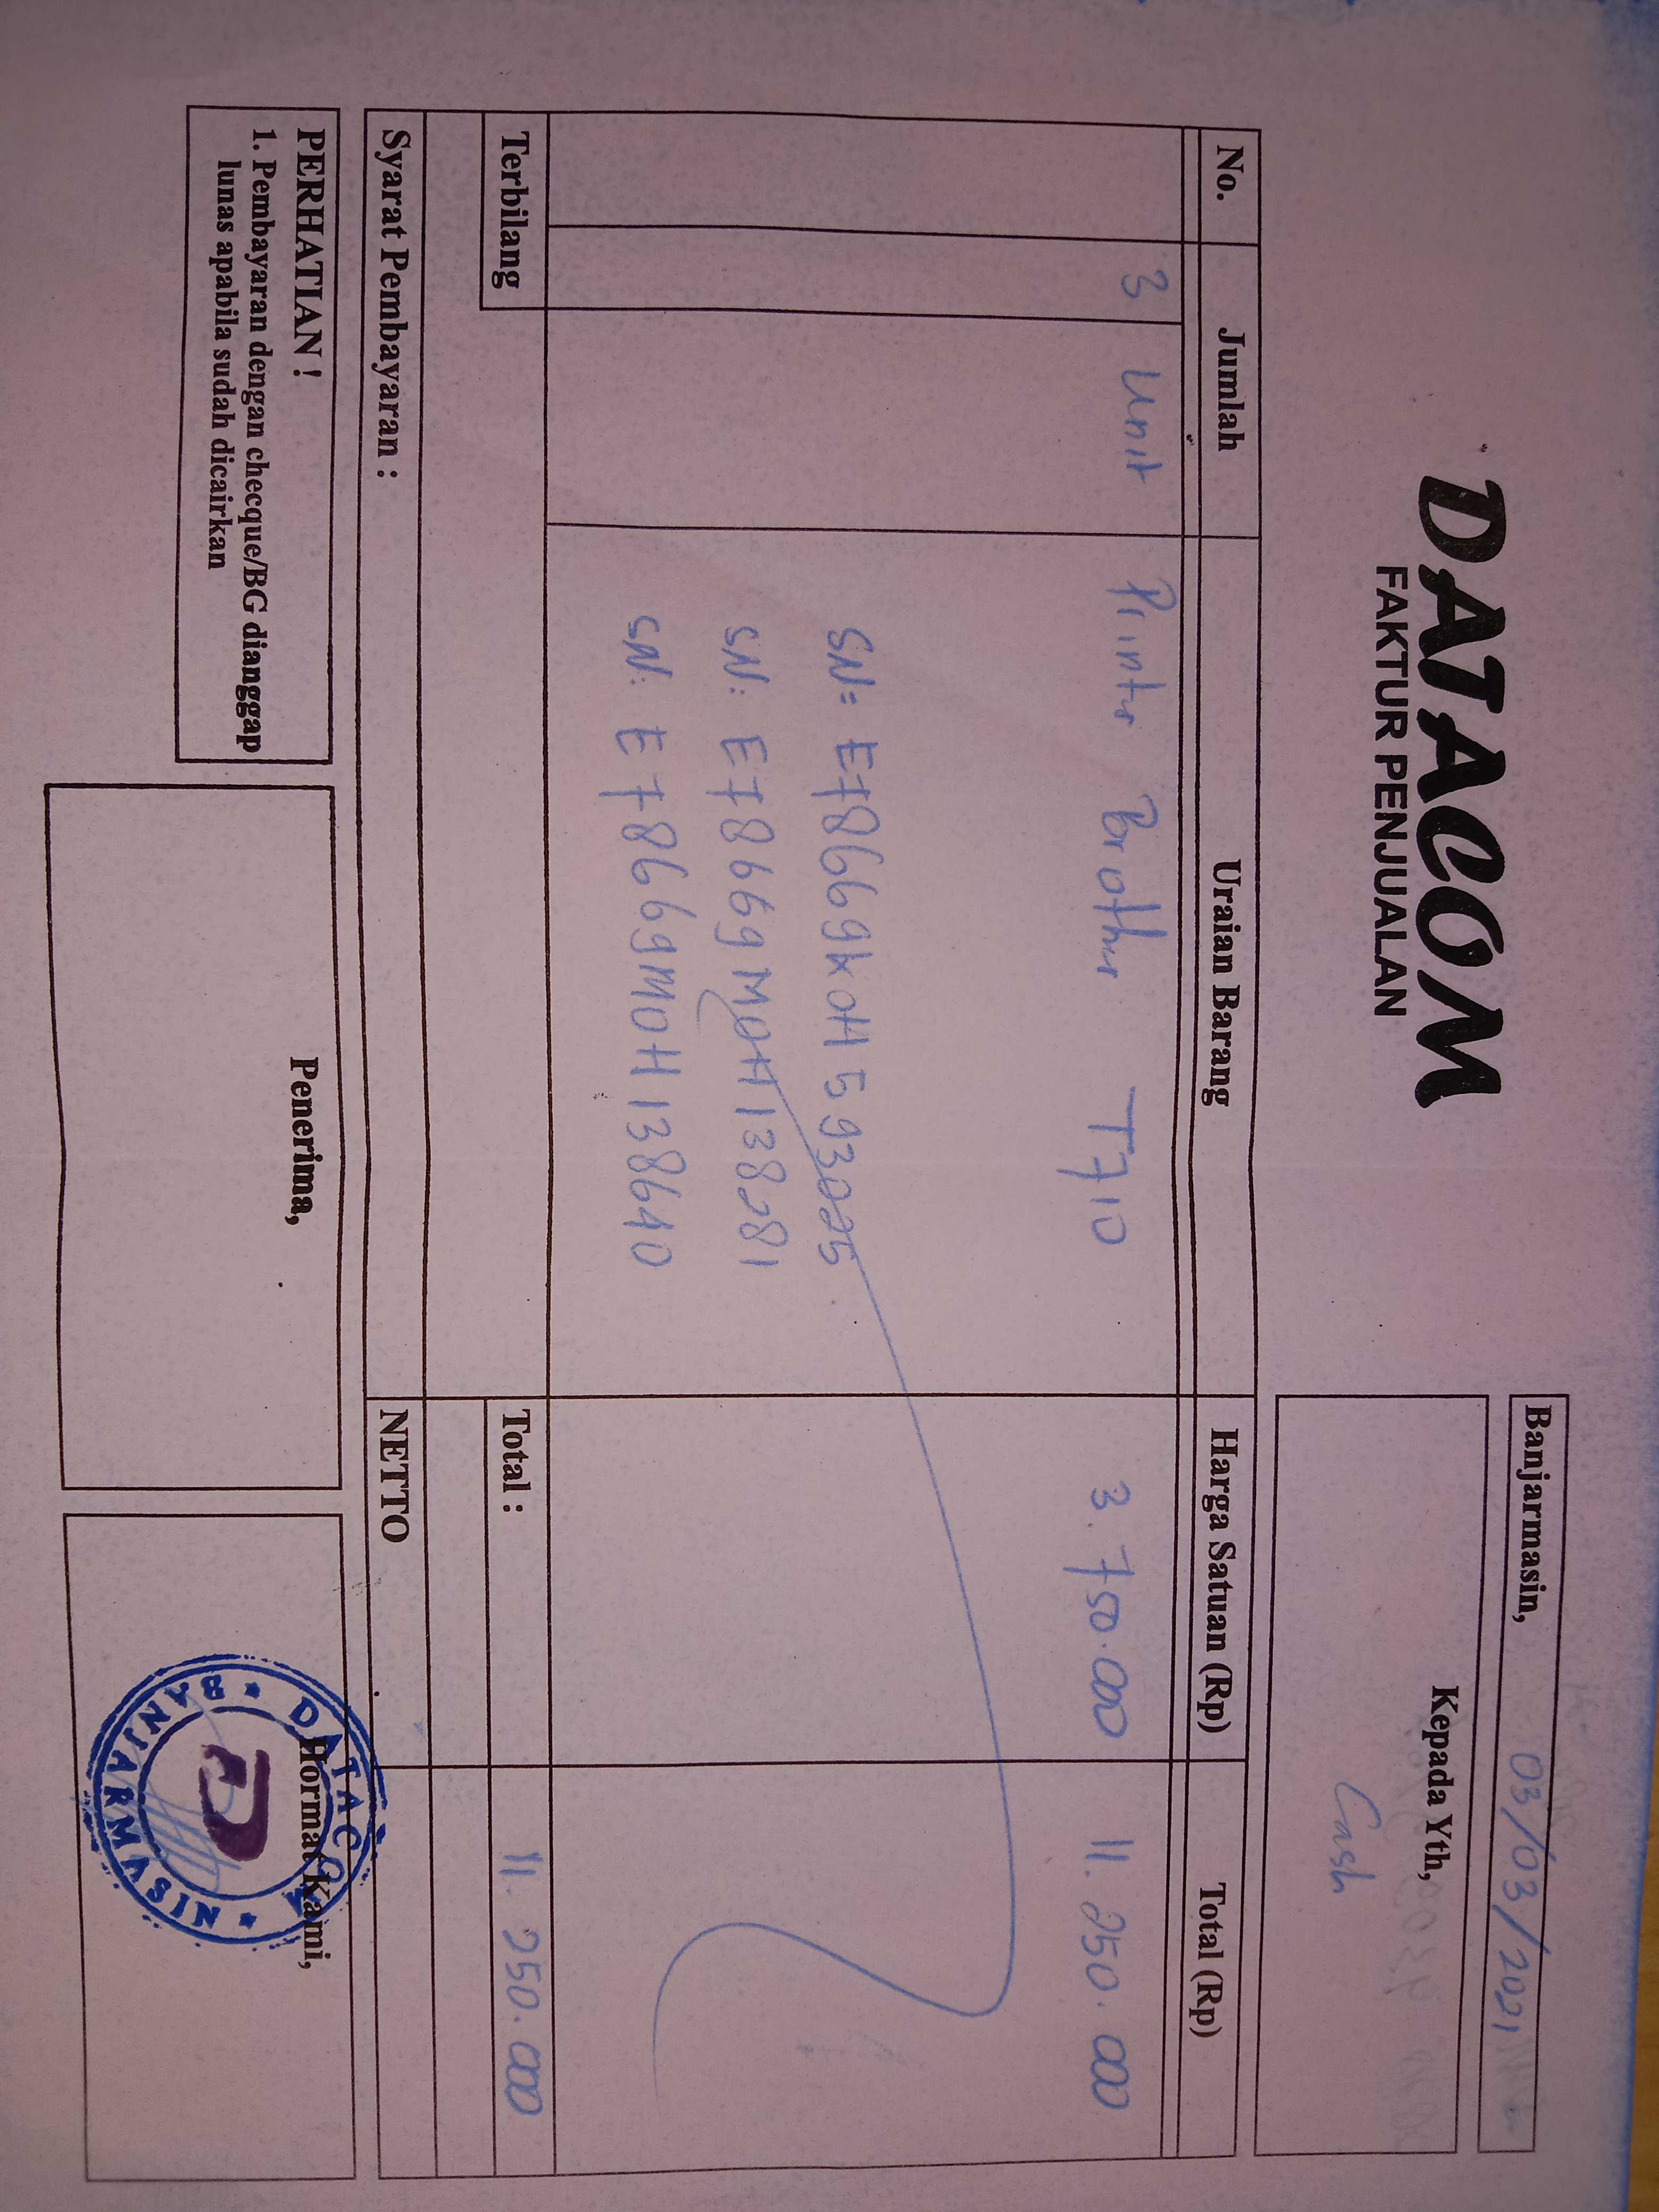 DATACOM
FAKTUR PENJUALAN
Banjarmasin, 03/03/2021
Kepada Yth,
Cash
No. Jumlah Uraian Barang Harga Satuan (Rp) Total (Rp)
3 Unit Printer Brother T710 3.750.000 11.250.000
SN= E78669K0H593025
SN: E78669M0H138281
SN: E78669M0H138640
Terbilang Total : 11.250.000
Syarat Pembayaran : NETTO
PERHATIAN !
1. Pembayaran dengan checque/BG dianggap
lunas apabila sudah dicairkan
Penerima,
Hormat Kami,
DATACOM
D
BANJARMASIN